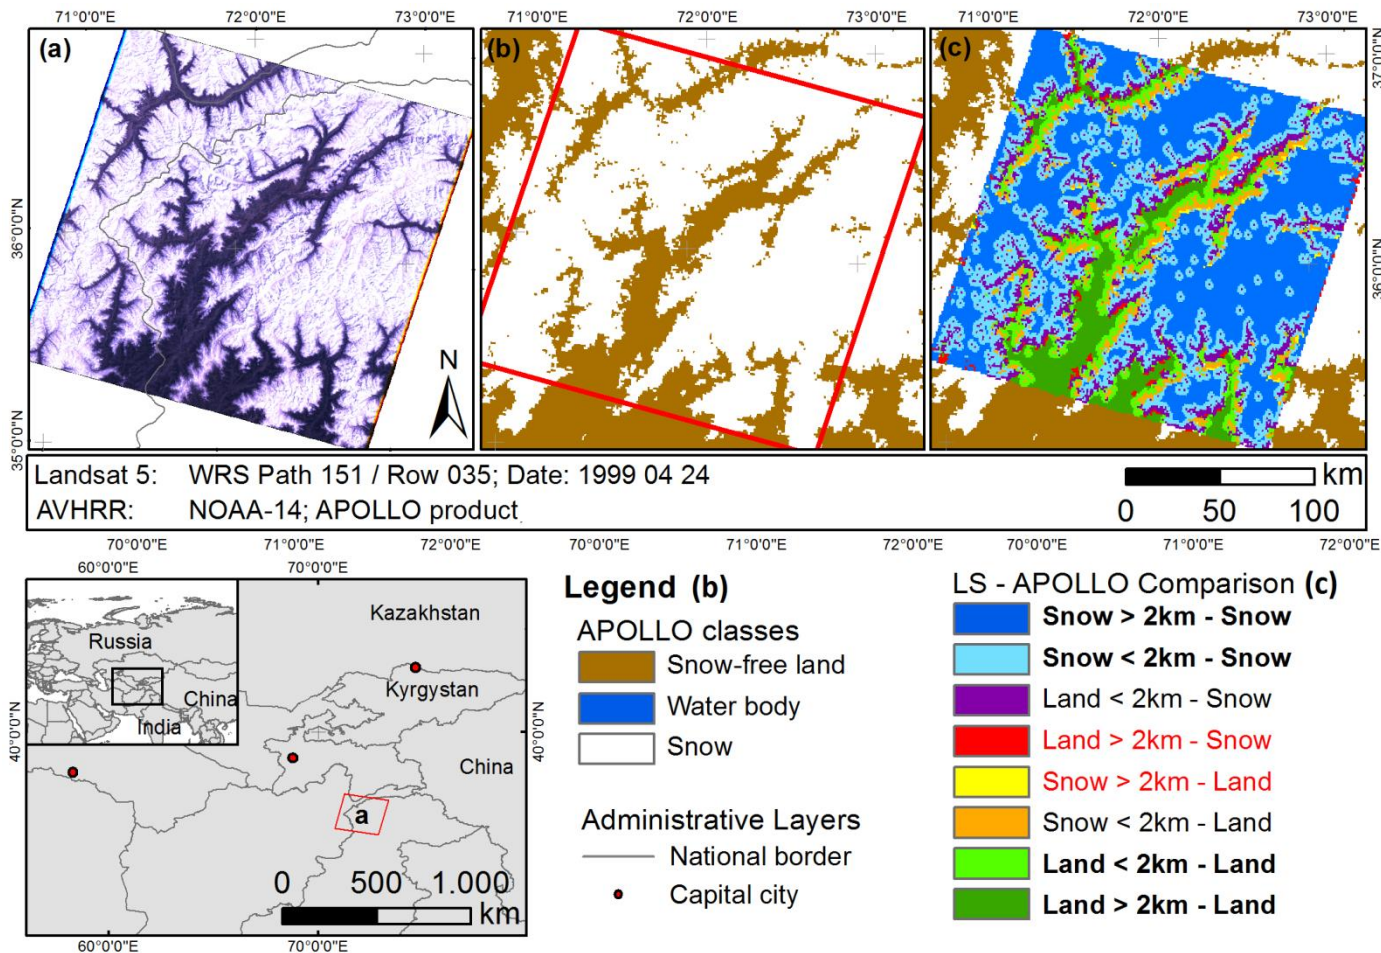 71°0'0"E 72°0'0"E 73°0'0"E 71°0'0"E 72°0'0"E 73°0'0"E 71°0'0"E 72°0'0"E 73°0'0"E
(a) (b) (c)
37°0'0"N
36°0'0"N 36°0'0"N
N
35°0'0"N
Landsat 5: WRS Path 151 / Row 035; Date: 1999 04 24
AVHRR: NOAA-14; APOLLO product
km
0 50 100
70°0'0"E 71°0'0"E 72°0'0"E 70°0'0"E 71°0'0"E 70°0'0"E 71°0'0"E 72°0'0"E
60°0'0"E 70°0'0"E
Russia
China
India
Kazakhstan
Kyrgystan
China
40°0'0"N 40°0'0"N
a
0 500 1.000
km
60°0'0"E 70°0'0"E
Legend (b)
APOLLO classes
Snow-free land
Water body
Snow
Administrative Layers
National border
Capital city
LS - APOLLO Comparison (c)
Snow > 2km - Snow
Snow < 2km - Snow
Land < 2km - Snow
Land > 2km - Snow
Snow > 2km - Land
Snow < 2km - Land
Land < 2km - Land
Land > 2km - Land